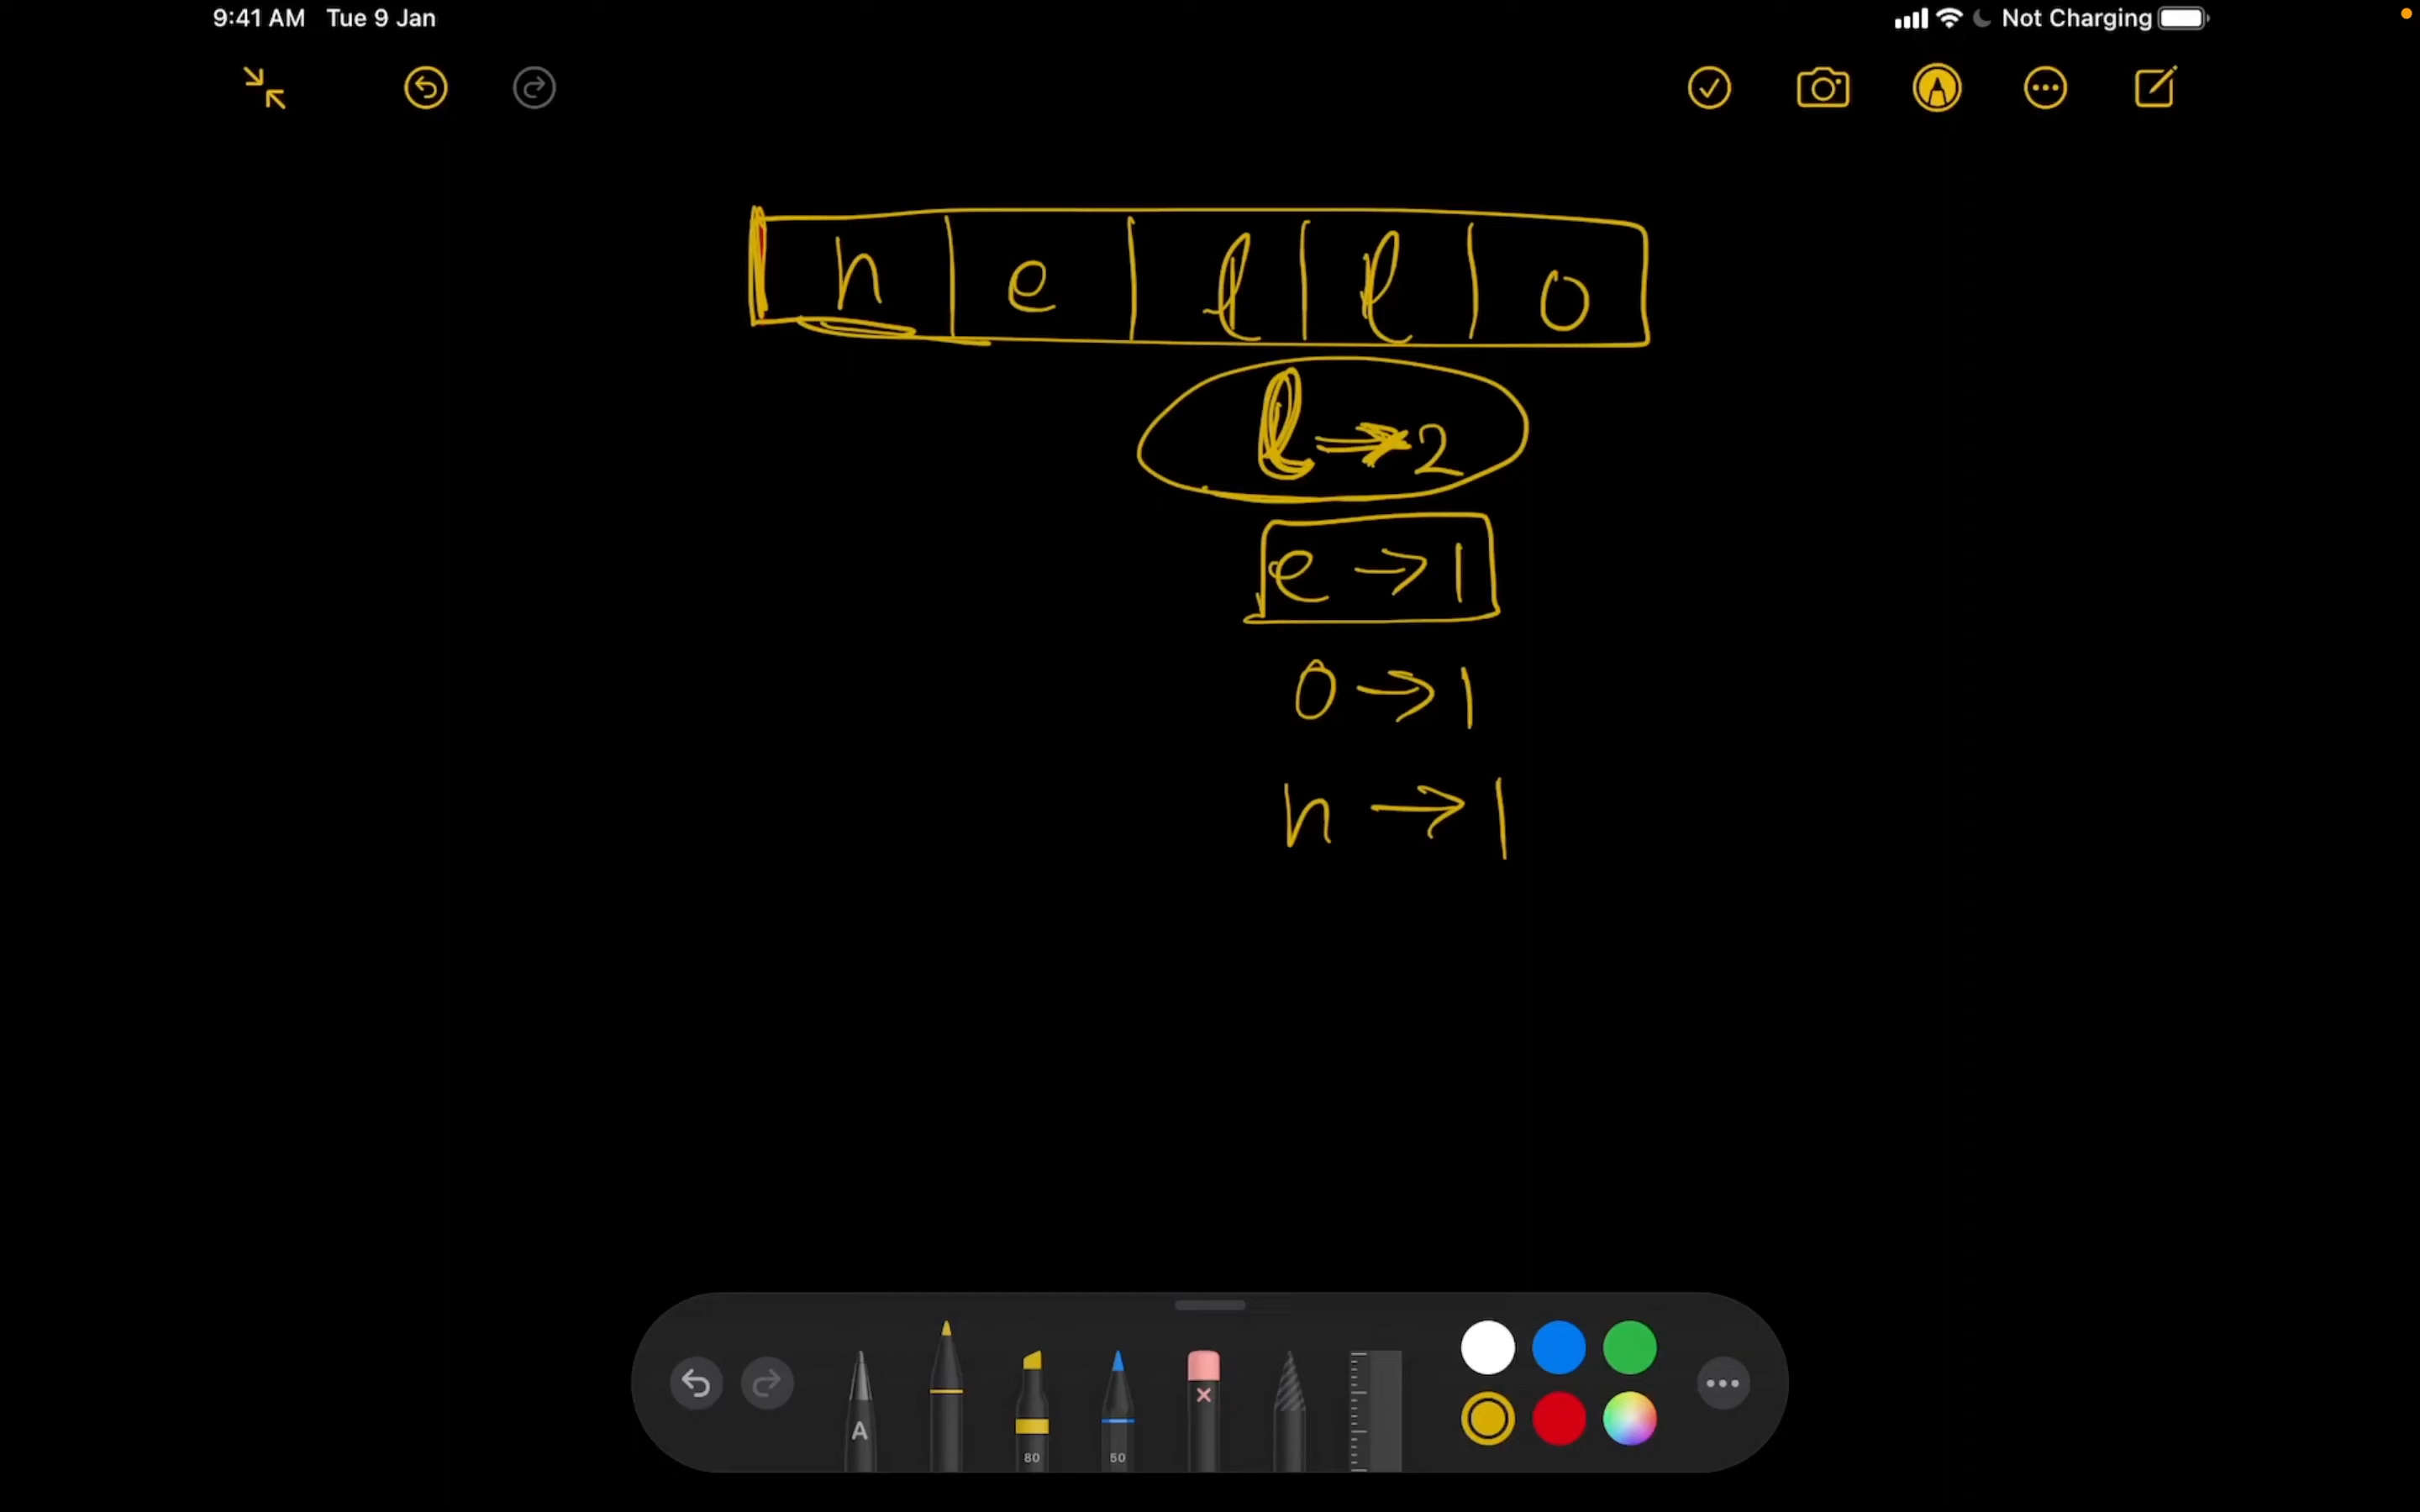 9:41 AM Tue 9 Jan Not Charging
h e l l o
l → 2
e → 1
o → 1
h → 1
A 80 50